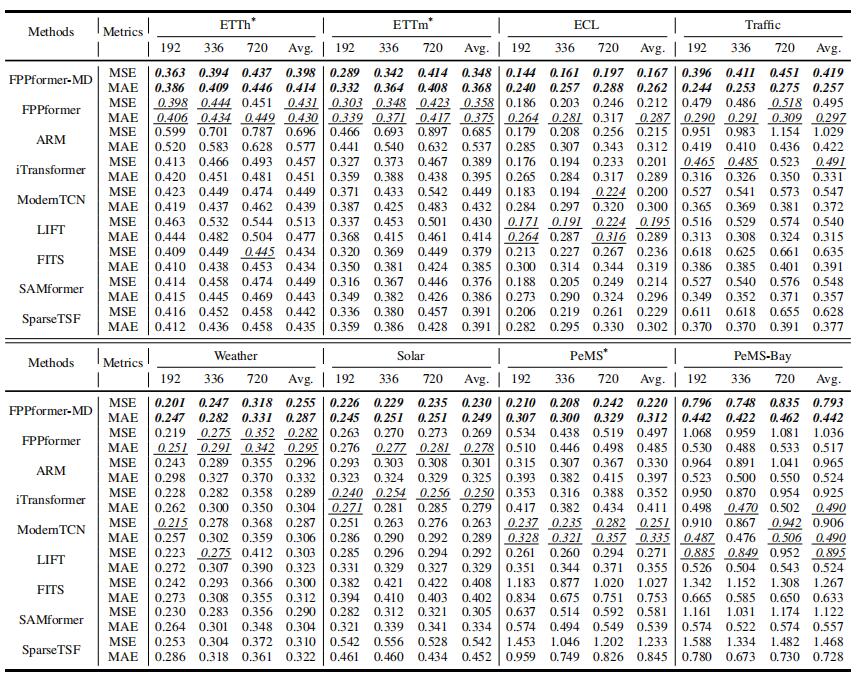 Methods Metrics ETTh* ETTm* ECL Traffic
192 336 720 Avg. 192 336 720 Avg. 192 336 720 Avg. 192 336 720 Avg.
FPPformer-MD MSE 0.363 0.394 0.437 0.398 0.289 0.342 0.414 0.348 0.144 0.161 0.197 0.167 0.396 0.411 0.451 0.419
MAE 0.386 0.409 0.446 0.414 0.332 0.364 0.408 0.368 0.240 0.257 0.288 0.262 0.244 0.253 0.275 0.257
FPPformer MSE 0.398 0.444 0.451 0.431 0.303 0.348 0.423 0.358 0.186 0.203 0.246 0.212 0.479 0.486 0.518 0.495
MAE 0.406 0.434 0.449 0.430 0.339 0.371 0.417 0.375 0.264 0.281 0.317 0.287 0.290 0.291 0.309 0.297
ARM MSE 0.599 0.701 0.787 0.696 0.466 0.693 0.897 0.685 0.179 0.208 0.256 0.215 0.951 0.983 1.154 1.029
MAE 0.520 0.583 0.628 0.577 0.441 0.540 0.632 0.537 0.285 0.307 0.343 0.312 0.419 0.410 0.436 0.422
iTransformer MSE 0.413 0.466 0.493 0.457 0.327 0.373 0.467 0.389 0.176 0.194 0.233 0.201 0.465 0.485 0.523 0.491
MAE 0.420 0.451 0.481 0.451 0.359 0.388 0.438 0.395 0.265 0.284 0.317 0.289 0.316 0.326 0.350 0.331
ModernTCN MSE 0.423 0.449 0.474 0.449 0.371 0.433 0.542 0.449 0.183 0.194 0.224 0.200 0.527 0.541 0.573 0.547
MAE 0.419 0.437 0.462 0.439 0.387 0.425 0.483 0.432 0.284 0.297 0.320 0.300 0.365 0.369 0.381 0.372
LIFT MSE 0.463 0.532 0.544 0.513 0.337 0.453 0.501 0.430 0.171 0.191 0.224 0.195 0.516 0.529 0.574 0.540
MAE 0.444 0.482 0.504 0.477 0.368 0.415 0.461 0.414 0.264 0.287 0.316 0.289 0.313 0.308 0.324 0.315
FITS MSE 0.409 0.449 0.445 0.434 0.320 0.369 0.449 0.379 0.213 0.227 0.267 0.236 0.618 0.625 0.661 0.635
MAE 0.410 0.438 0.453 0.434 0.350 0.381 0.424 0.385 0.300 0.314 0.344 0.319 0.386 0.385 0.401 0.391
SAMformer MSE 0.414 0.458 0.474 0.449 0.316 0.367 0.446 0.376 0.188 0.205 0.249 0.214 0.527 0.540 0.576 0.548
MAE 0.415 0.445 0.469 0.443 0.349 0.382 0.426 0.386 0.273 0.290 0.324 0.296 0.349 0.352 0.371 0.357
SparseTSF MSE 0.416 0.452 0.458 0.442 0.336 0.380 0.457 0.391 0.206 0.219 0.261 0.229 0.611 0.618 0.655 0.628
MAE 0.412 0.436 0.458 0.435 0.359 0.386 0.428 0.391 0.282 0.295 0.330 0.302 0.370 0.370 0.391 0.377
Methods Metrics Weather Solar PeMS* PeMS-Bay
192 336 720 Avg. 192 336 720 Avg. 192 336 720 Avg. 192 336 720 Avg.
FPPformer-MD MSE 0.201 0.247 0.318 0.255 0.226 0.229 0.235 0.230 0.210 0.208 0.242 0.220 0.796 0.748 0.835 0.793
MAE 0.247 0.282 0.331 0.287 0.245 0.251 0.251 0.249 0.307 0.300 0.329 0.312 0.442 0.422 0.462 0.442
FPPformer MSE 0.219 0.275 0.352 0.282 0.263 0.270 0.273 0.269 0.534 0.438 0.519 0.497 1.068 0.959 1.081 1.036
MAE 0.251 0.291 0.342 0.295 0.276 0.277 0.281 0.278 0.510 0.446 0.498 0.485 0.530 0.488 0.533 0.517
ARM MSE 0.243 0.289 0.355 0.296 0.293 0.303 0.308 0.301 0.315 0.307 0.367 0.330 0.964 0.891 1.041 0.965
MAE 0.298 0.327 0.370 0.332 0.323 0.324 0.329 0.325 0.393 0.382 0.415 0.397 0.523 0.500 0.550 0.524
iTransformer MSE 0.228 0.282 0.358 0.289 0.240 0.254 0.256 0.250 0.353 0.316 0.388 0.352 0.950 0.870 0.954 0.925
MAE 0.262 0.300 0.350 0.304 0.271 0.281 0.285 0.279 0.417 0.382 0.434 0.411 0.498 0.470 0.502 0.490
ModernTCN MSE 0.215 0.278 0.368 0.287 0.251 0.263 0.276 0.263 0.237 0.235 0.282 0.251 0.910 0.867 0.942 0.906
MAE 0.257 0.302 0.359 0.306 0.286 0.290 0.292 0.289 0.328 0.321 0.357 0.335 0.487 0.476 0.506 0.490
LIFT MSE 0.223 0.275 0.412 0.303 0.285 0.296 0.294 0.292 0.261 0.260 0.294 0.271 0.885 0.849 0.952 0.895
MAE 0.272 0.307 0.390 0.323 0.331 0.329 0.327 0.329 0.351 0.344 0.371 0.355 0.526 0.504 0.543 0.524
FITS MSE 0.242 0.293 0.366 0.300 0.382 0.421 0.422 0.408 1.183 0.877 1.020 1.027 1.342 1.152 1.308 1.267
MAE 0.273 0.308 0.355 0.312 0.394 0.410 0.403 0.402 0.834 0.675 0.751 0.753 0.665 0.585 0.650 0.633
SAMformer MSE 0.230 0.283 0.356 0.290 0.282 0.312 0.321 0.305 0.637 0.514 0.592 0.581 1.161 1.031 1.174 1.122
MAE 0.264 0.301 0.348 0.304 0.321 0.339 0.341 0.334 0.574 0.494 0.549 0.539 0.574 0.522 0.574 0.557
SparseTSF MSE 0.253 0.304 0.372 0.310 0.542 0.556 0.528 0.542 1.453 1.046 1.202 1.233 1.588 1.334 1.482 1.468
MAE 0.286 0.318 0.361 0.322 0.461 0.460 0.434 0.452 0.959 0.749 0.826 0.845 0.780 0.673 0.730 0.728